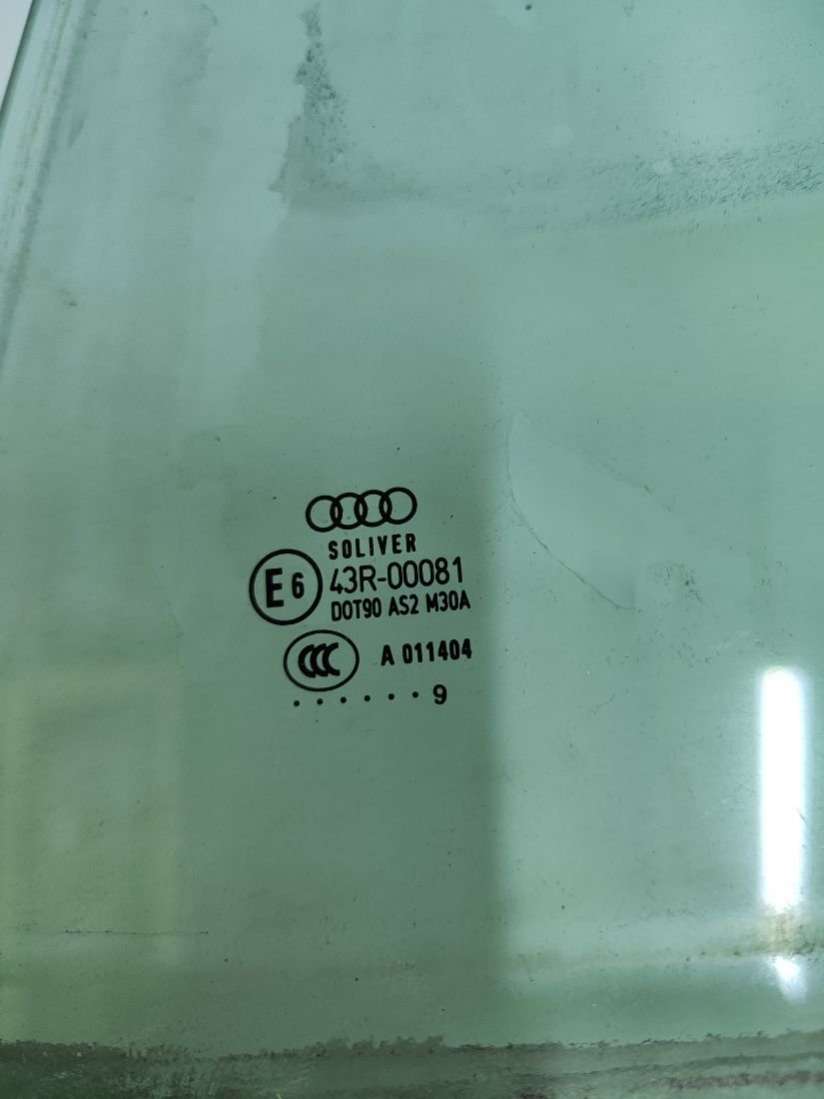 SOLIVER
E6 43R-00081
DOT90 AS2 M30A
CCC A 011404
. . . . . . 9